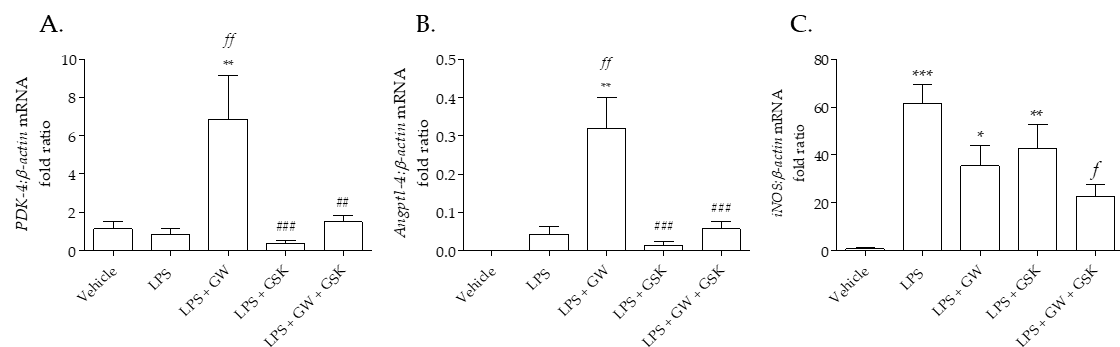 A.
PDK-4:β-actin mRNA
fold ratio
10
8
6
4
2
0
ff
**
###
##
Vehicle
LPS
LPS + GW
LPS + GSK
LPS + GW + GSK
B.
Angptl-4:β-actin mRNA
fold ratio
0.5
0.4
0.3
0.2
0.1
0.0
ff
**
###
###
Vehicle
LPS
LPS + GW
LPS + GSK
LPS + GW + GSK
C.
iNOS:β-actin mRNA
fold ratio
80
60
40
20
0
***
*
**
f
Vehicle
LPS
LPS + GW
LPS + GSK
LPS + GW + GSK